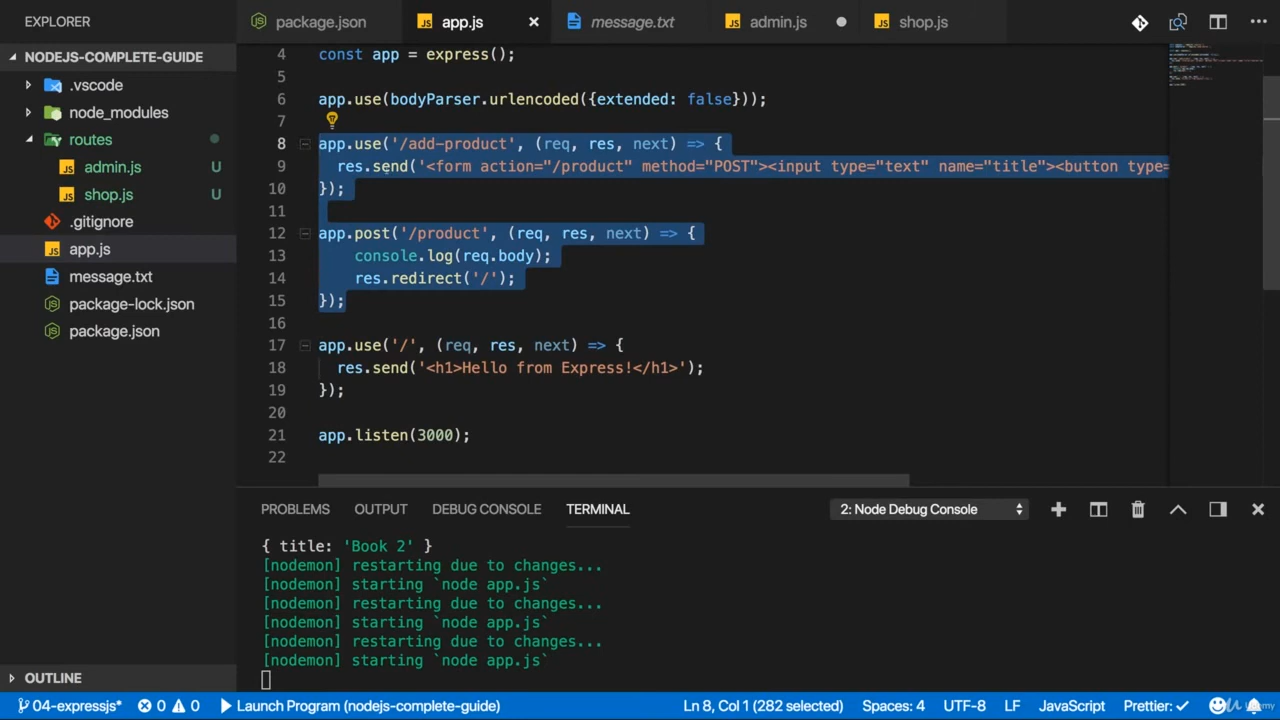 EXPLORER
package.json
app.js
message.txt
admin.js
shop.js
NODEJS-COMPLETE-GUIDE
.vscode
node_modules
routes
admin.js U
shop.js U
.gitignore
app.js
message.txt
package-lock.json
package.json
OUTLINE
4 const app = express();
5
6 app.use(bodyParser.urlencoded({extended: false}));
7
8 app.use('/add-product', (req, res, next) => {
9 res.send('<form action="/product" method="POST"><input type="text" name="title"><button type=
10 });
11
12 app.post('/product', (req, res, next) => {
13 console.log(req.body);
14 res.redirect('/');
15 });
16
17 app.use('/', (req, res, next) => {
18 res.send('<h1>Hello from Express!</h1>');
19 });
20
21 app.listen(3000);
22
PROBLEMS OUTPUT DEBUG CONSOLE TERMINAL 2: Node Debug Console
{ title: 'Book 2' }
[nodemon] restarting due to changes...
[nodemon] starting `node app.js`
[nodemon] restarting due to changes...
[nodemon] starting `node app.js`
[nodemon] restarting due to changes...
[nodemon] starting `node app.js`
04-expressjs* 0 0 Launch Program (nodejs-complete-guide) Ln 8, Col 1 (282 selected) Spaces: 4 UTF-8 LF JavaScript Prettier: ✓